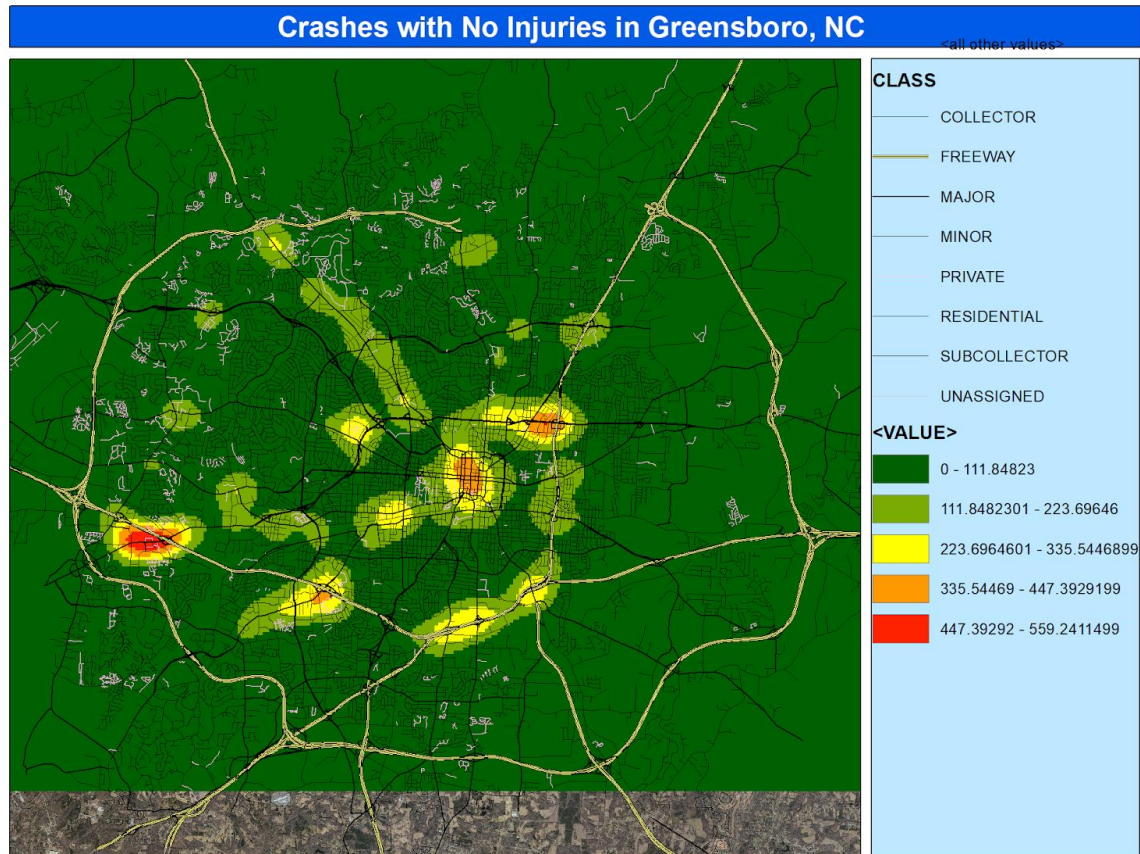 Crashes with No Injuries in Greensboro, NC
<all other values>
CLASS
COLLECTOR
FREEWAY
MAJOR
MINOR
PRIVATE
RESIDENTIAL
SUBCOLLECTOR
UNASSIGNED
<VALUE>
0 - 111.84823
111.8482301 - 223.69646
223.6964601 - 335.5446899
335.54469 - 447.3929199
447.39292 - 559.2411499